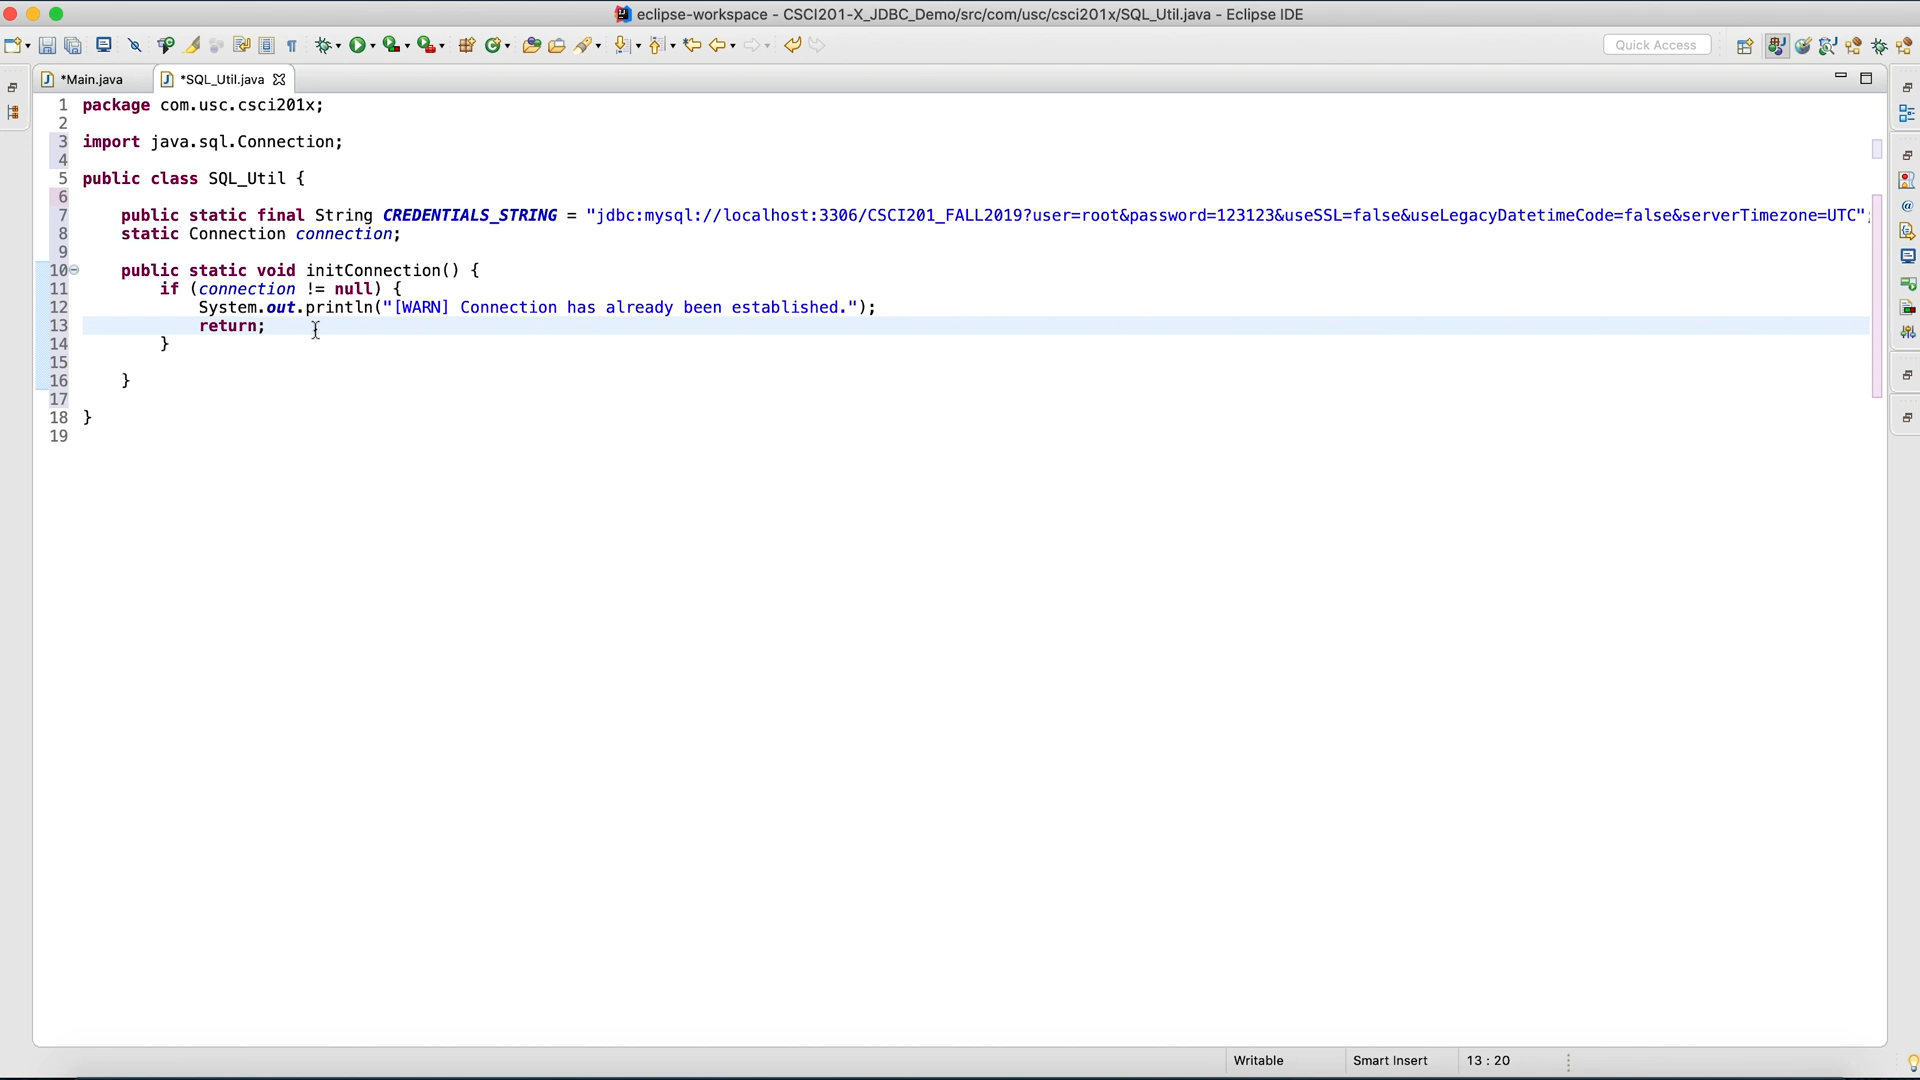 eclipse-workspace - CSCI201-X_JDBC_Demo/src/com/usc/csci201x/SQL_Util.java - Eclipse IDE
Quick Access
*Main.java
*SQL_Util.java
1 package com.usc.csci201x;
2
3 import java.sql.Connection;
4
5 public class SQL_Util {
6
7 public static final String CREDENTIALS_STRING = "jdbc:mysql://localhost:3306/CSCI201_FALL2019?user=root&password=123123&useSSL=false&useLegacyDatetimeCode=false&serverTimezone=UTC";
8 static Connection connection;
9
10 public static void initConnection() {
11 if (connection != null) {
12 System.out.println("[WARN] Connection has already been established.");
13 return;
14 }
15
16 }
17
18 }
19
Writable Smart Insert 13 : 20